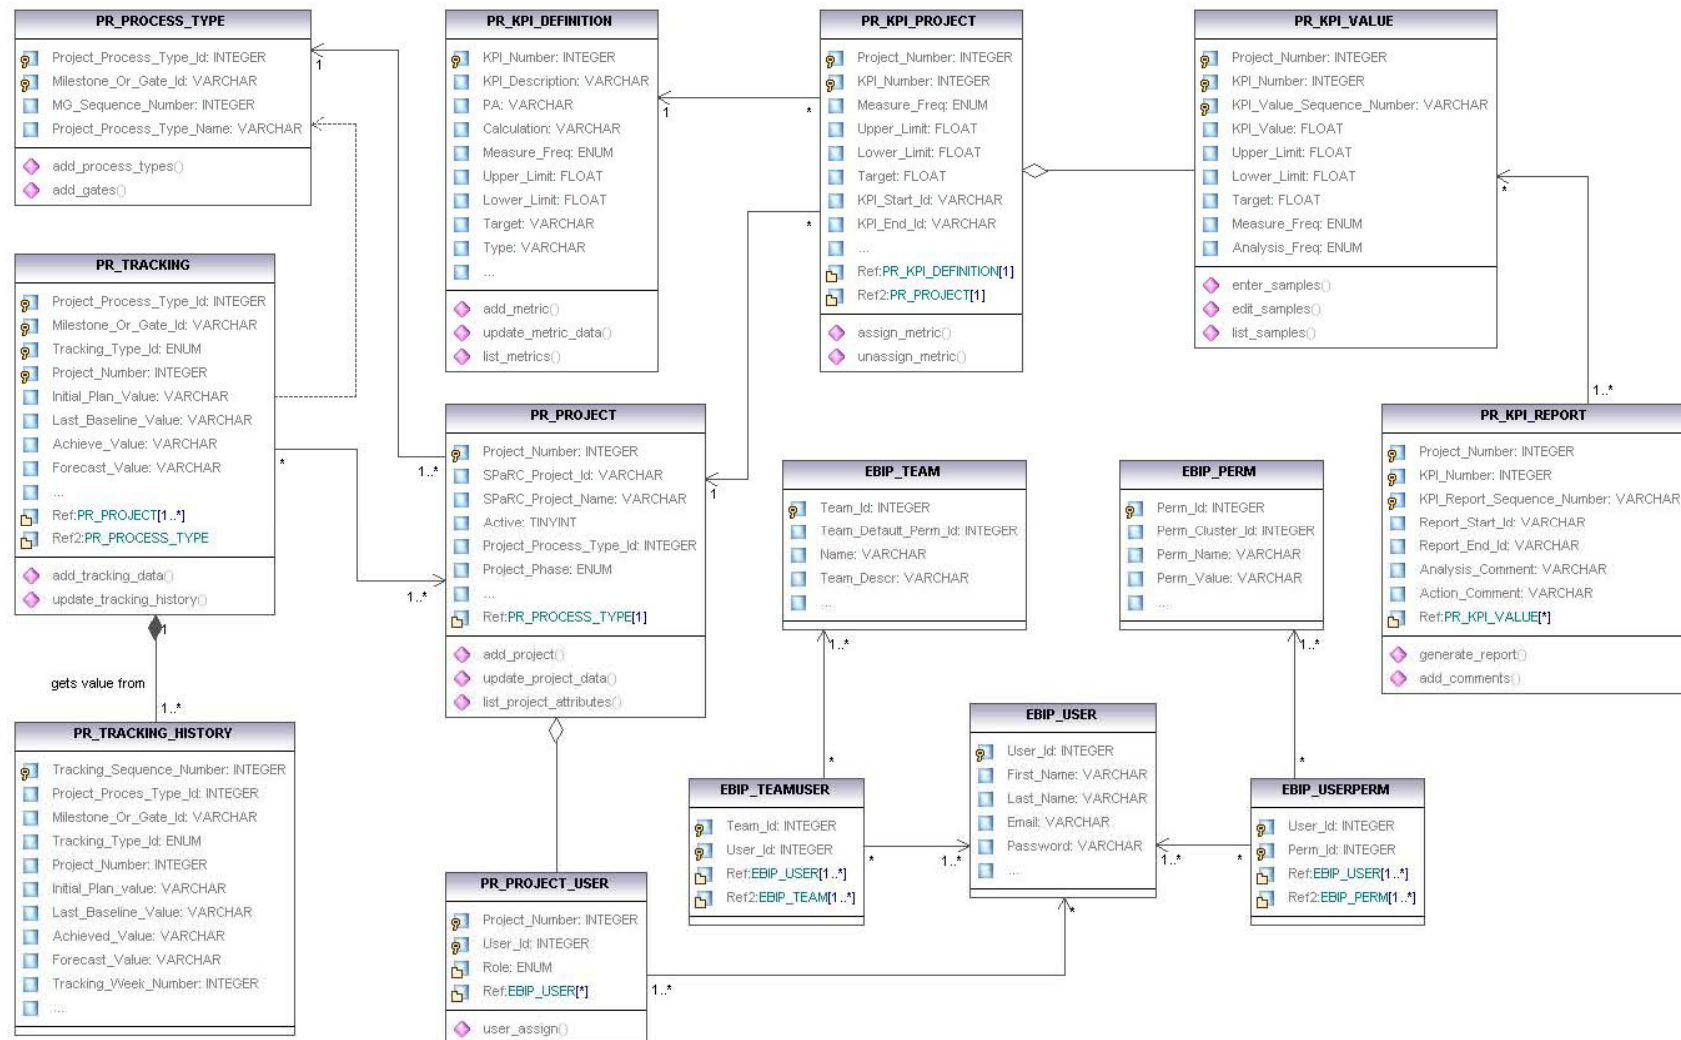 PR_PROCESS_TYPE
Project_Process_Type_Id: INTEGER
Milestone_Or_Gate_Id: VARCHAR
MG_Sequence_Number: INTEGER
Project_Process_Type_Name: VARCHAR
add_process_types()
add_gates()
1
PR_KPI_DEFINITION
KPI_Number: INTEGER
KPI_Description: VARCHAR
PA: VARCHAR
Calculation: VARCHAR
Measure_Freq: ENUM
Upper_Limit: FLOAT
Lower_Limit: FLOAT
Target: VARCHAR
Type: VARCHAR
...
add_metric()
update_metric_data()
list_metrics()
1
*
PR_KPI_PROJECT
Project_Number: INTEGER
KPI_Number: INTEGER
Measure_Freq: ENUM
Upper_Limit: FLOAT
Lower_Limit: FLOAT
Target: FLOAT
KPI_Start_Id: VARCHAR
KPI_End_Id: VARCHAR
...
Ref:PR_KPI_DEFINITION[1]
Ref2:PR_PROJECT[1]
assign_metric()
unassign_metric()
*
PR_KPI_VALUE
Project_Number: INTEGER
KPI_Number: INTEGER
KPI_Value_Sequence_Number: VARCHAR
KPI_Value: FLOAT
Upper_Limit: FLOAT
Lower_Limit: FLOAT
Target: FLOAT
Measure_Freq: ENUM
Analysis_Freq: ENUM
enter_samples()
edit_samples()
list_samples()
*
1..*
PR_TRACKING
Project_Process_Type_Id: INTEGER
Milestone_Or_Gate_Id: VARCHAR
Tracking_Type_Id: ENUM
Project_Number: INTEGER
Initial_Plan_Value: VARCHAR
Last_Baseline_Value: VARCHAR
Achieve_Value: VARCHAR
Forecast_Value: VARCHAR
...
Ref:PR_PROJECT[1..*]
Ref2:PR_PROCESS_TYPE
add_tracking_data()
update_tracking_history()
*
1..*
1..*
1
PR_PROJECT
Project_Number: INTEGER
SPaRC_Project_Id: VARCHAR
SPaRC_Project_Name: VARCHAR
Active: TINYINT
Project_Process_Type_Id: INTEGER
Project_Phase: ENUM
...
Ref:PR_PROCESS_TYPE[1]
add_project()
update_project_data()
list_project_attributes()
1
EBIP_TEAM
Team_Id: INTEGER
Team_Default_Perm_Id: INTEGER
Name: VARCHAR
Team_Descr: VARCHAR
...
1..*
EBIP_PERM
Perm_Id: INTEGER
Perm_Cluster_Id: INTEGER
Perm_Name: VARCHAR
Perm_Value: VARCHAR
...
1..*
PR_KPI_REPORT
Project_Number: INTEGER
KPI_Number: INTEGER
KPI_Report_Sequence_Number: VARCHAR
Report_Start_Id: VARCHAR
Report_End_Id: VARCHAR
Analysis_Comment: VARCHAR
Action_Comment: VARCHAR
Ref:PR_KPI_VALUE[*]
generate_report()
add_comments()
gets value from
1..*
PR_TRACKING_HISTORY
Tracking_Sequence_Number: INTEGER
Project_Proces_Type_Id: INTEGER
Milestone_Or_Gate_Id: VARCHAR
Tracking_Type_Id: ENUM
Project_Number: INTEGER
Initial_Plan_value: VARCHAR
Last_Baseline_Value: VARCHAR
Achieved_Value: VARCHAR
Forecast_Value: VARCHAR
Tracking_Week_Number: INTEGER
...
EBIP_USER
User_Id: INTEGER
First_Name: VARCHAR
Last_Name: VARCHAR
Email: VARCHAR
Password: VARCHAR
...
*
EBIP_TEAMUSER
Team_Id: INTEGER
User_Id: INTEGER
Ref:EBIP_USER[1..*]
Ref2:EBIP_TEAM[1..*]
*
1..*
*
EBIP_USERPERM
User_Id: INTEGER
Perm_Id: INTEGER
Ref:EBIP_USER[1..*]
Ref2:EBIP_PERM[1..*]
1..*
*
PR_PROJECT_USER
Project_Number: INTEGER
User_Id: INTEGER
Role: ENUM
Ref:EBIP_USER[*]
user_assign()
1..*
*